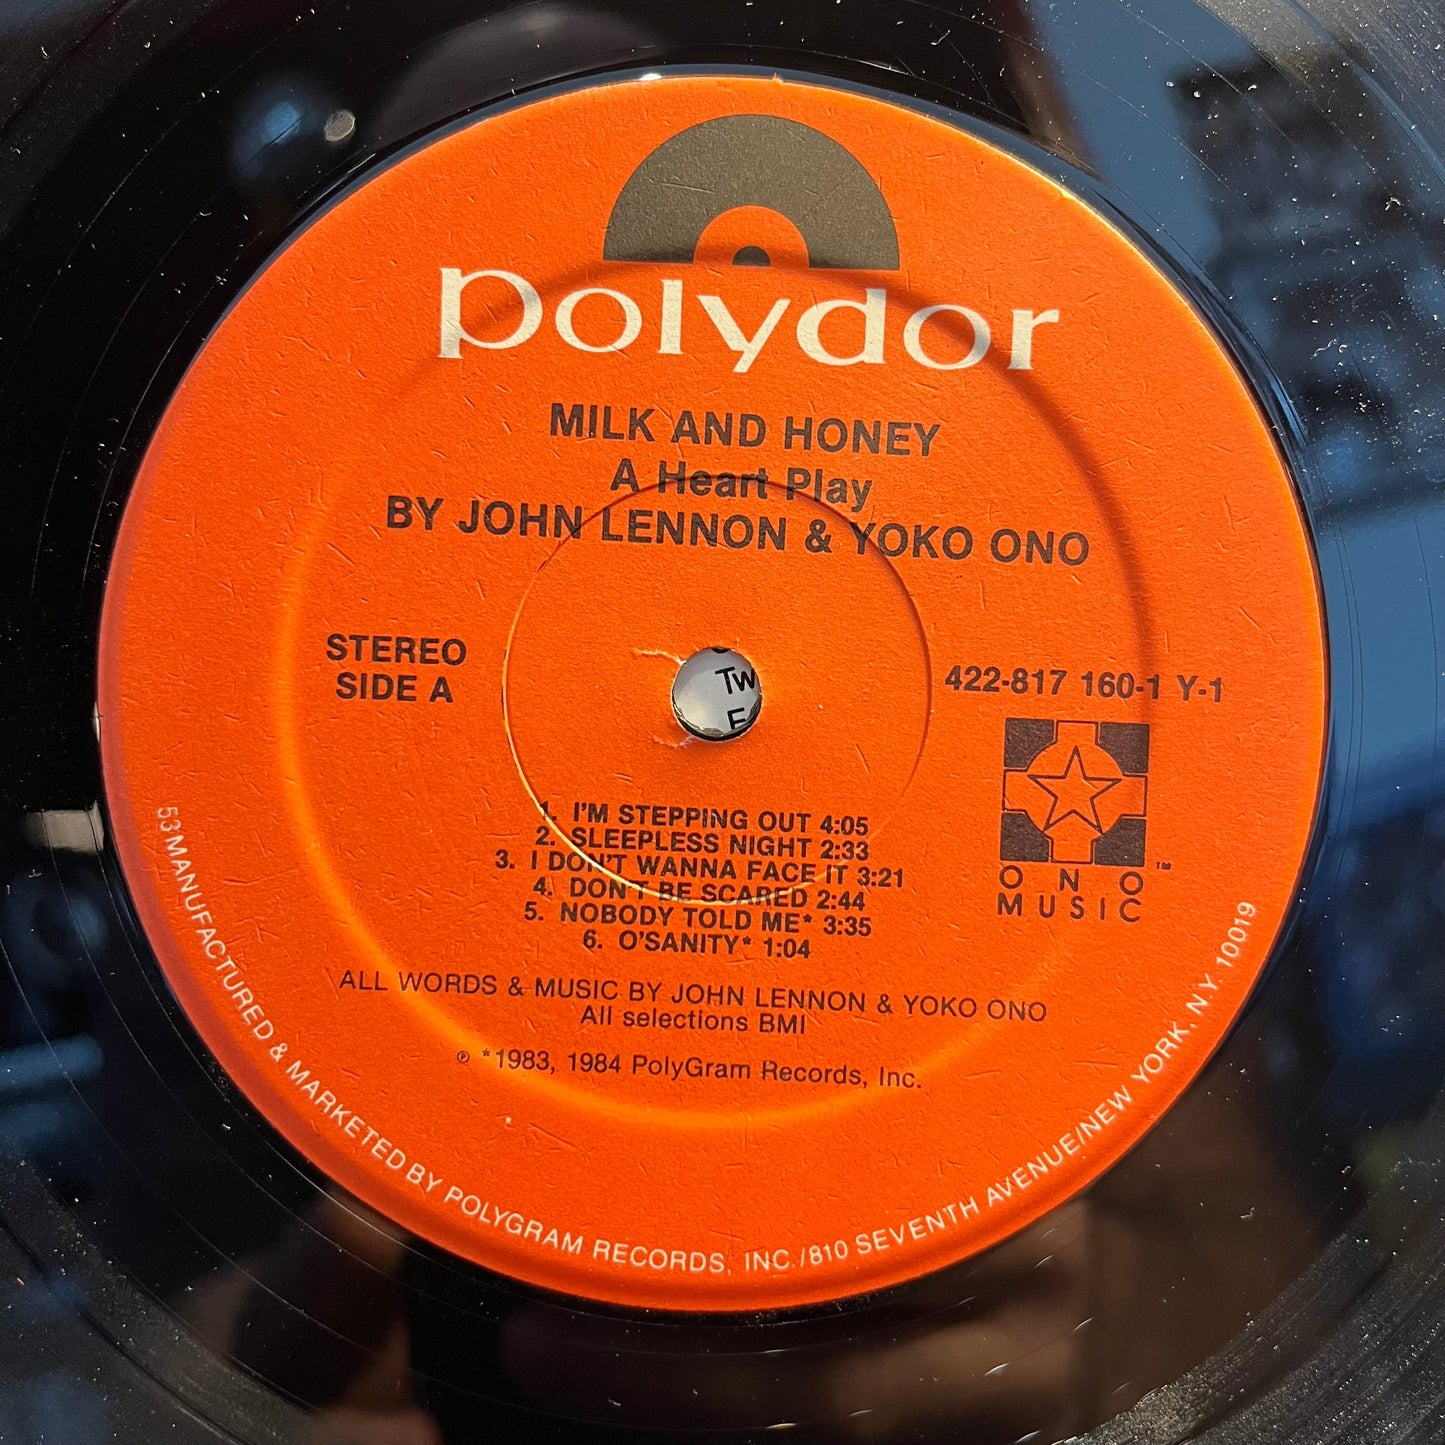 polydor
MILK AND HONEY
A Heart Play
BY JOHN LENNON & YOKO ONO
STEREO
SIDE A
422-817 160-1 Y-1
Tw
1. I'M STEPPING OUT 4:05
2. SLEEPLESS NIGHT 2:33
3. I DON'T WANNA FACE IT 3:21
4. DON'T BE SCARED 2:44
5. NOBODY TOLD ME* 3:35
6. O'SANITY* 1:04
ONO
MUSIC
™
ALL WORDS & MUSIC BY JOHN LENNON & YOKO ONO
All selections BMI
℗ *1983, 1984 PolyGram Records, Inc.
53 MANUFACTURED & MARKETED BY POLYGRAM RECORDS, INC./810 SEVENTH AVENUE/NEW YORK, N.Y. 10019